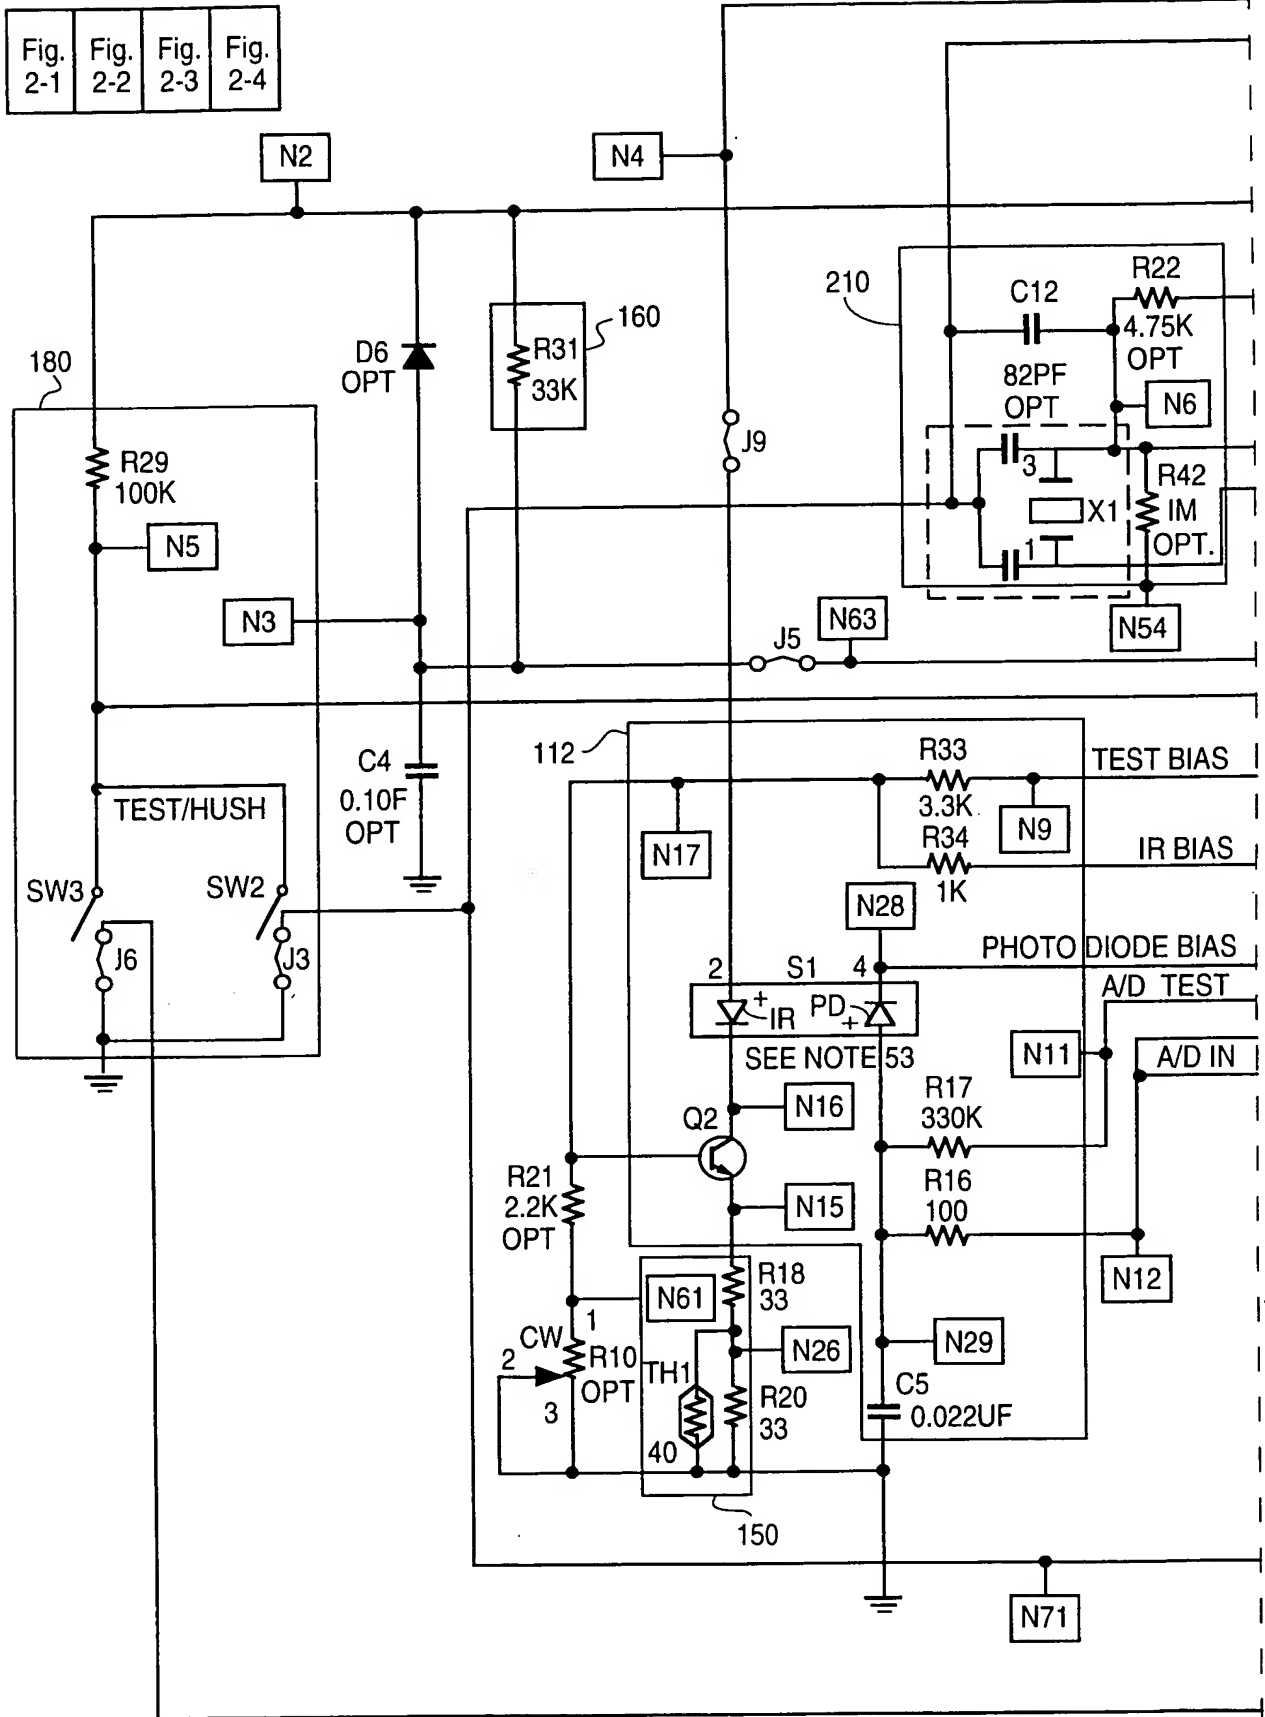 Fig. 2-1
Fig. 2-2
Fig. 2-3
Fig. 2-4
N2
N4
210
C12
R22
4.75K
OPT
82PF
OPT
N6
160
R31
33K
D6
OPT
180
J9
R29
100K
3
R42
IM
OPT.
X1
1
N5
N3
N63
J5
N54
112
R33
3.3K
TEST BIAS
C4
0.10F
OPT
TEST/HUSH
N17
N9
R34
1K
IR BIAS
SW3
SW2
N28
J6
J3
PHOTO DIODE BIAS
2
S1
4
A/D TEST
+
IR
PD
+
SEE NOTE 53
N11
A/D IN
N16
Q2
R17
330K
R21
2.2K
OPT
N15
R16
100
N12
N61
R18
33
1
CW
2
R10
OPT
3
TH1
N26
N29
R20
33
C5
0.022UF
40
150
N71